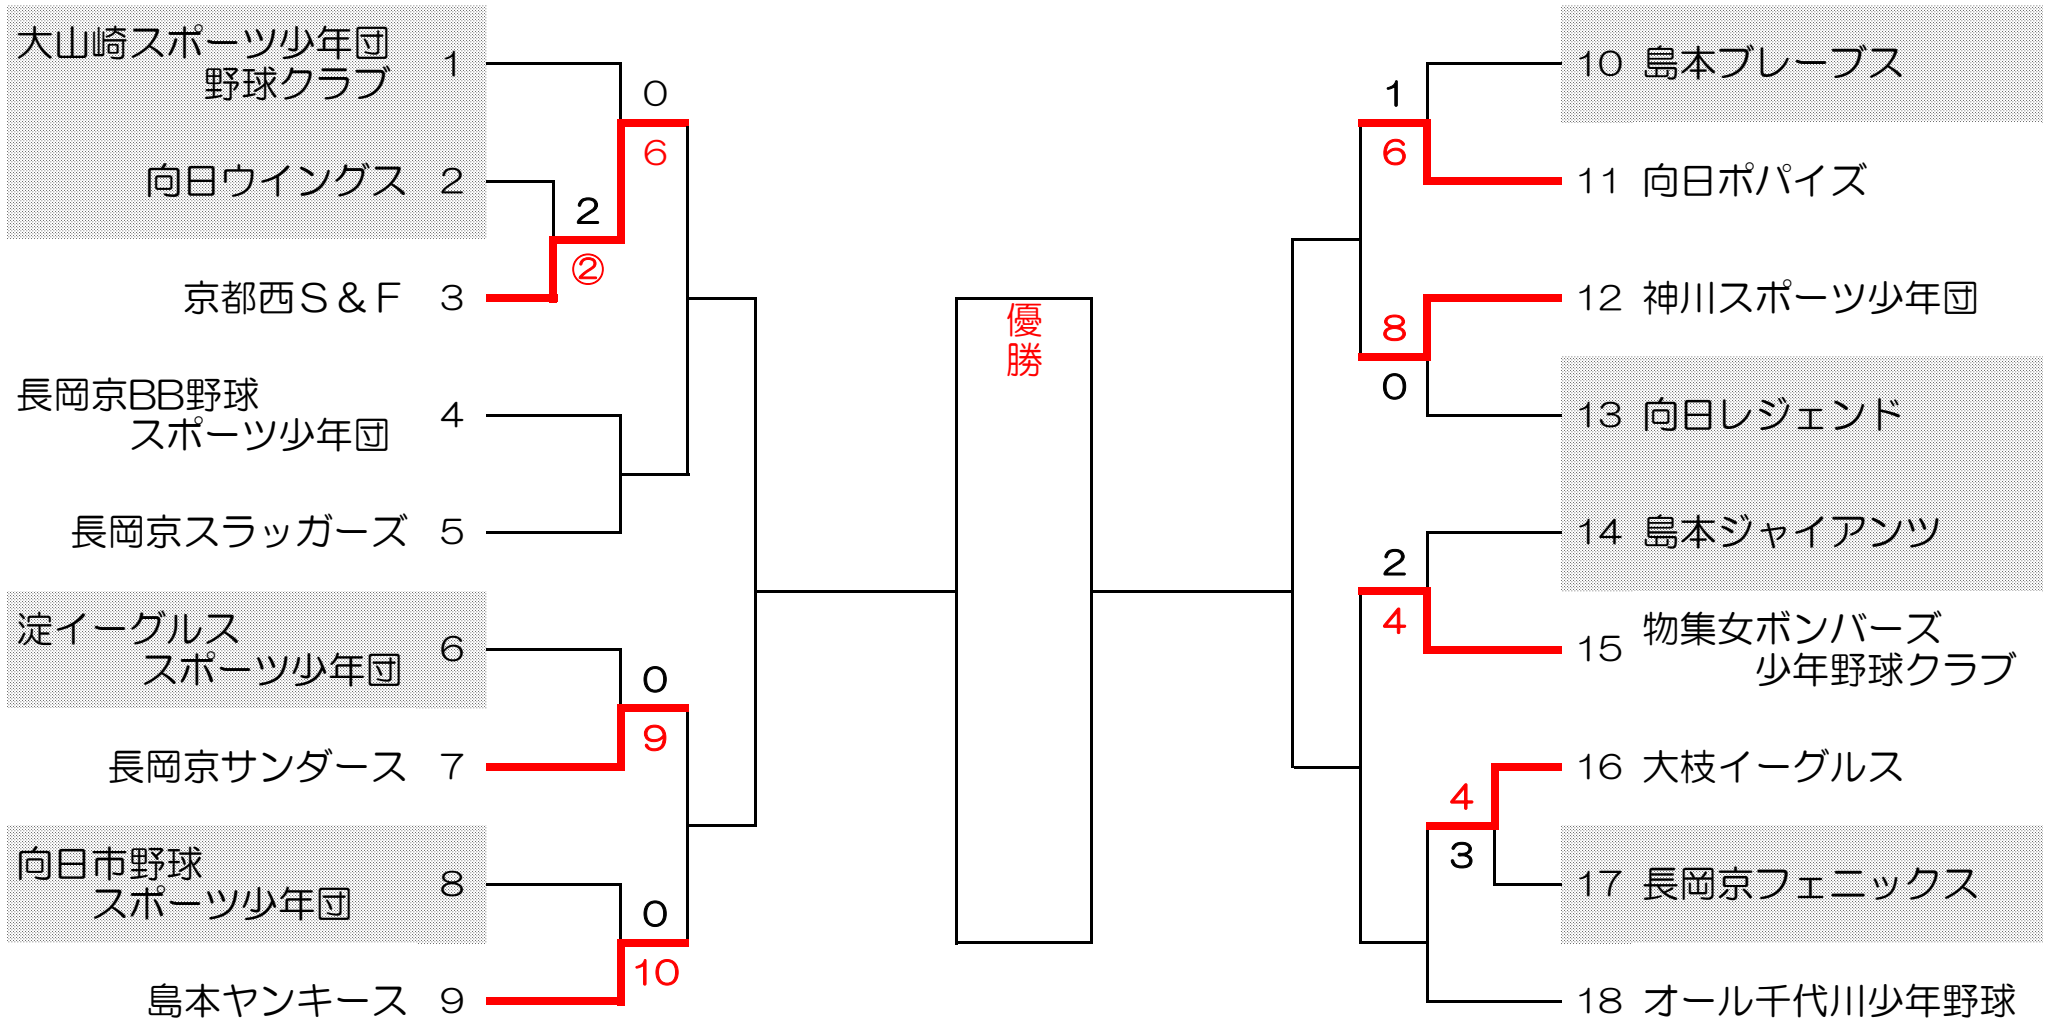 大山崎スポーツ少年団
野球クラブ
1
0
6
向日ウイングス 2
2
②
京都西S＆F 3
長岡京BB野球
スポーツ少年団
4
長岡京スラッガーズ 5
淀イーグルス
スポーツ少年団
6
0
9
長岡京サンダース 7
向日市野球
スポーツ少年団
8
0
10
島本ヤンキース 9
優
勝
10 島本ブレーブス
1
6
11 向日ポパイズ
12 神川スポーツ少年団
8
0
13 向日レジェンド
14 島本ジャイアンツ
2
4
15
物集女ボンバーズ
少年野球クラブ
16 大枝イーグルス
4
3
17 長岡京フェニックス
18 オール千代川少年野球